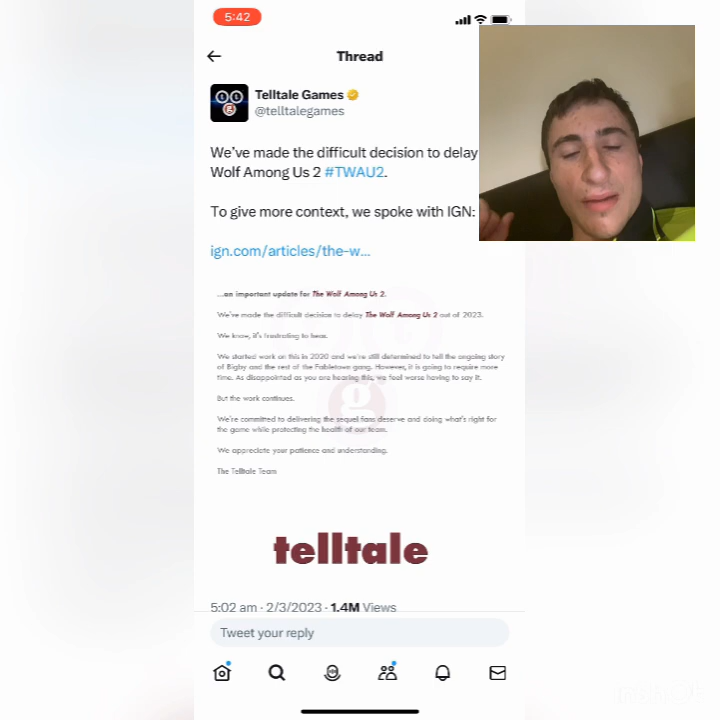 5:42
Thread
Telltale Games
@telltalegames
We've made the difficult decision to delay
Wolf Among Us 2 #TWAU2.
To give more context, we spoke with IGN:
ign.com/articles/the-w...
...an important update for The Wolf Among Us 2.
We've made the difficult decision to delay The Wolf Among Us 2 out of 2023.
We know, it's frustrating to hear.
We started work on this in 2020 and we're still determined to tell the ongoing story
of Bigby and the rest of the Fabletown gang. However, it is going to require more
time. As disappointed as you are hearing this, we feel worse having to say it.
But the work continues.
We're committed to delivering the sequel fans deserve and doing what's right for
the game while protecting the health of our team.
We appreciate your patience and understanding.
The Telltale Team
telltale
5:02 am · 2/3/2023 · 1.4M Views
Tweet your reply